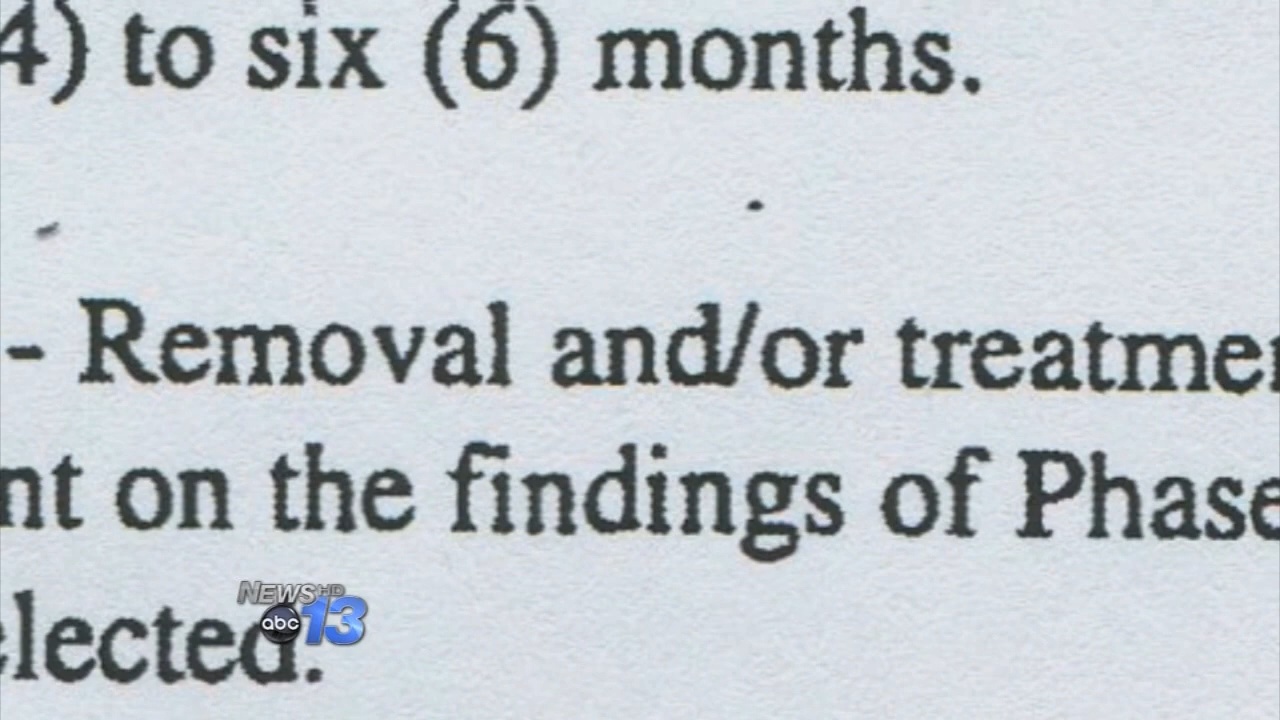 4) to six (6) months.
- Removal and/or treatmen
nt on the findings of Phase
elected.
NEWS HD
abc 13